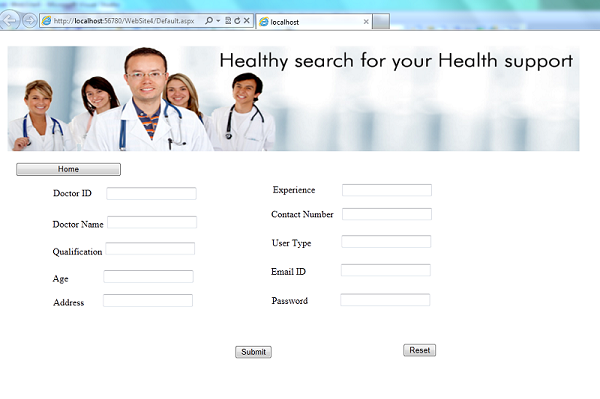 http://localhost:56780/WebSite4/Default.aspx
localhost
Healthy search for your Health support
Home
Doctor ID
Experience
Doctor Name
Contact Number
Qualification
User Type
Age
Email ID
Address
Password
Submit
Reset